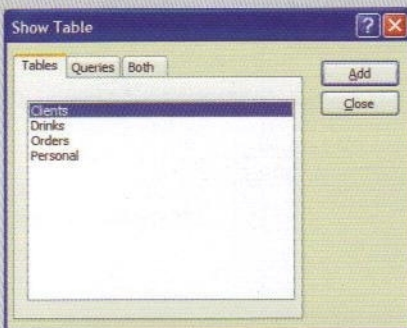 Show Table
Tables Queries Both
Add
Close
Clients
Drinks
Orders
Personal